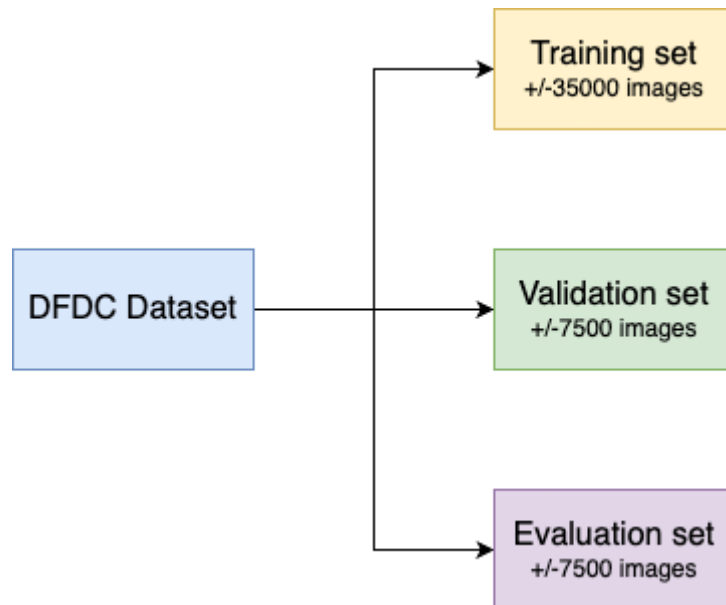 Training set
+/-35000 images
DFDC Dataset
Validation set
+/-7500 images
Evaluation set
+/-7500 images